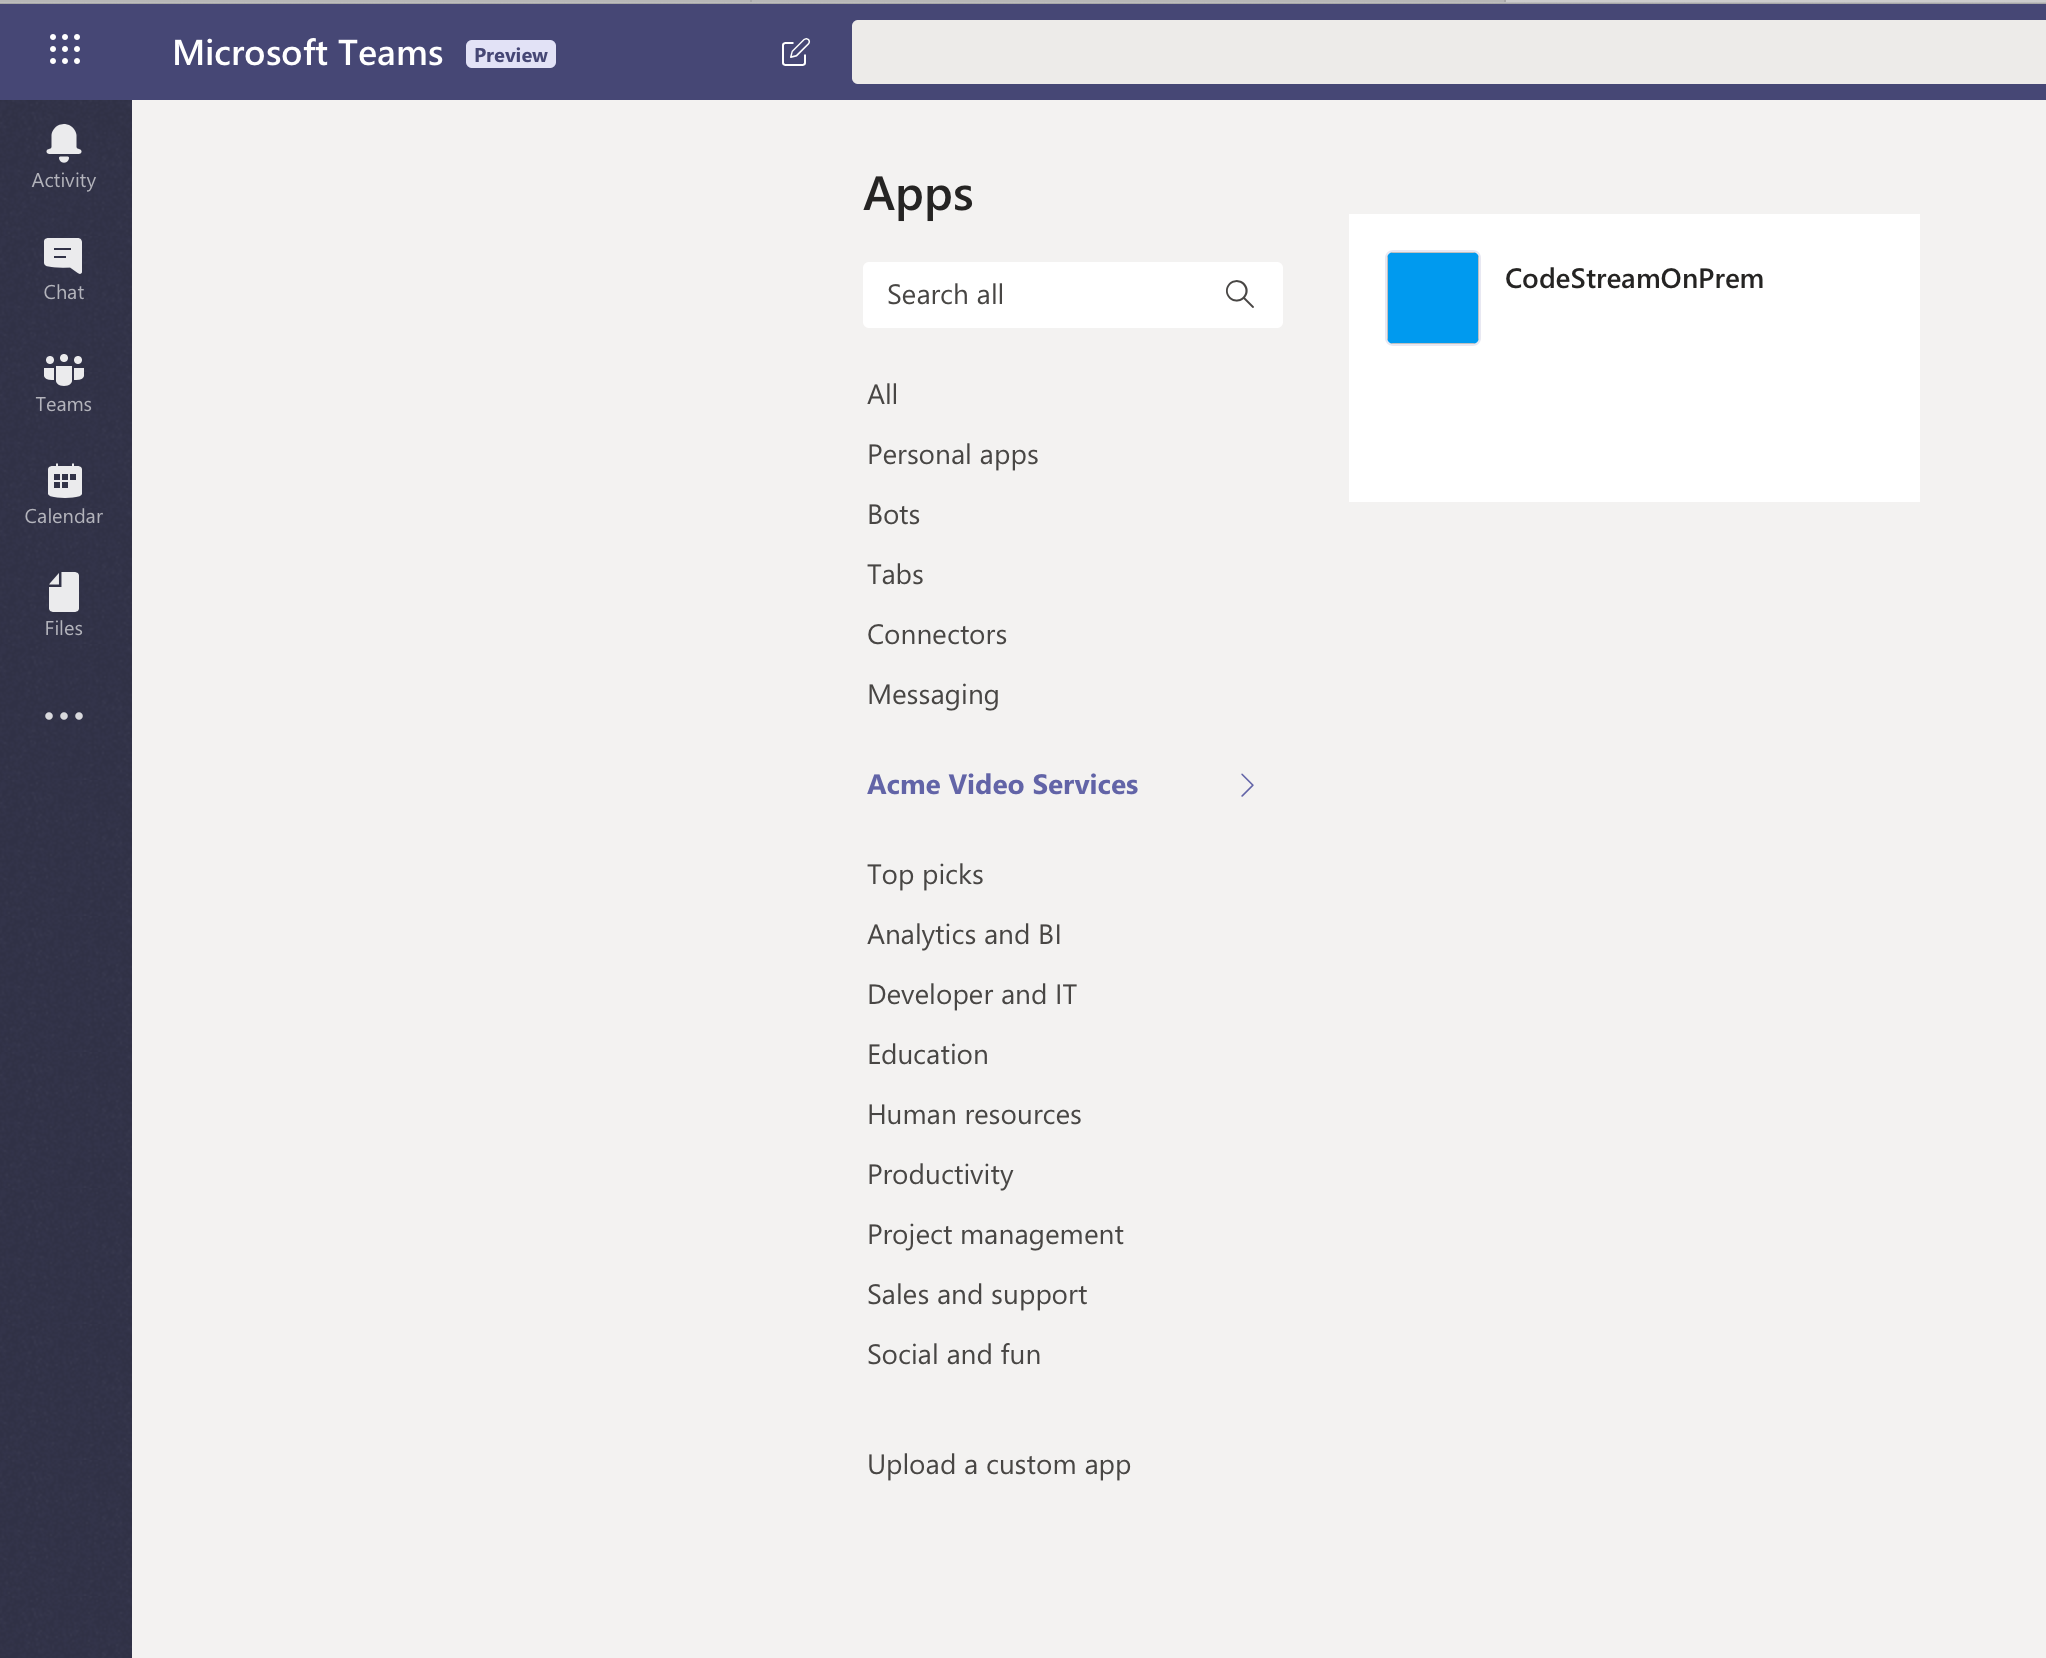 Microsoft Teams Preview
Activity
Chat
Teams
Calendar
Files
Apps
Search all
All
Personal apps
Bots
Tabs
Connectors
Messaging
Acme Video Services
Top picks
Analytics and BI
Developer and IT
Education
Human resources
Productivity
Project management
Sales and support
Social and fun
Upload a custom app
CodeStreamOnPrem